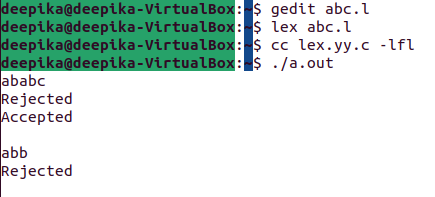 deepika@deepika-VirtualBox:~$ gedit abc.l
deepika@deepika-VirtualBox:~$ lex abc.l
deepika@deepika-VirtualBox:~$ cc lex.yy.c -lfl
deepika@deepika-VirtualBox:~$ ./a.out
ababc
Rejected
Accepted

abb
Rejected